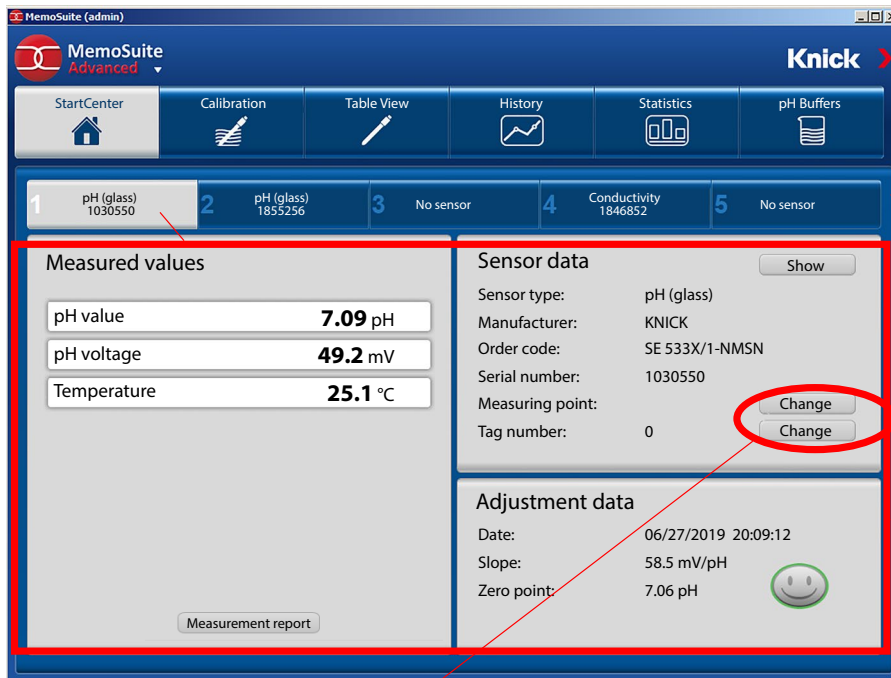 MemoSuite (admin)
MemoSuite
Advanced
Knick
StartCenter
Calibration
Table View
History
Statistics
pH Buffers
1
pH (glass)
1030550
2
pH (glass)
1855256
3
No sensor
4
Conductivity
1846852
5
No sensor
Measured values
pH value 7.09 pH
pH voltage 49.2 mV
Temperature 25.1 °C
Measurement report
Sensor data Show
Sensor type: pH (glass)
Manufacturer: KNICK
Order code: SE 533X/1-NMSN
Serial number: 1030550
Measuring point: Change
Tag number: 0 Change
Adjustment data
Date: 06/27/2019 20:09:12
Slope: 58.5 mV/pH
Zero point: 7.06 pH